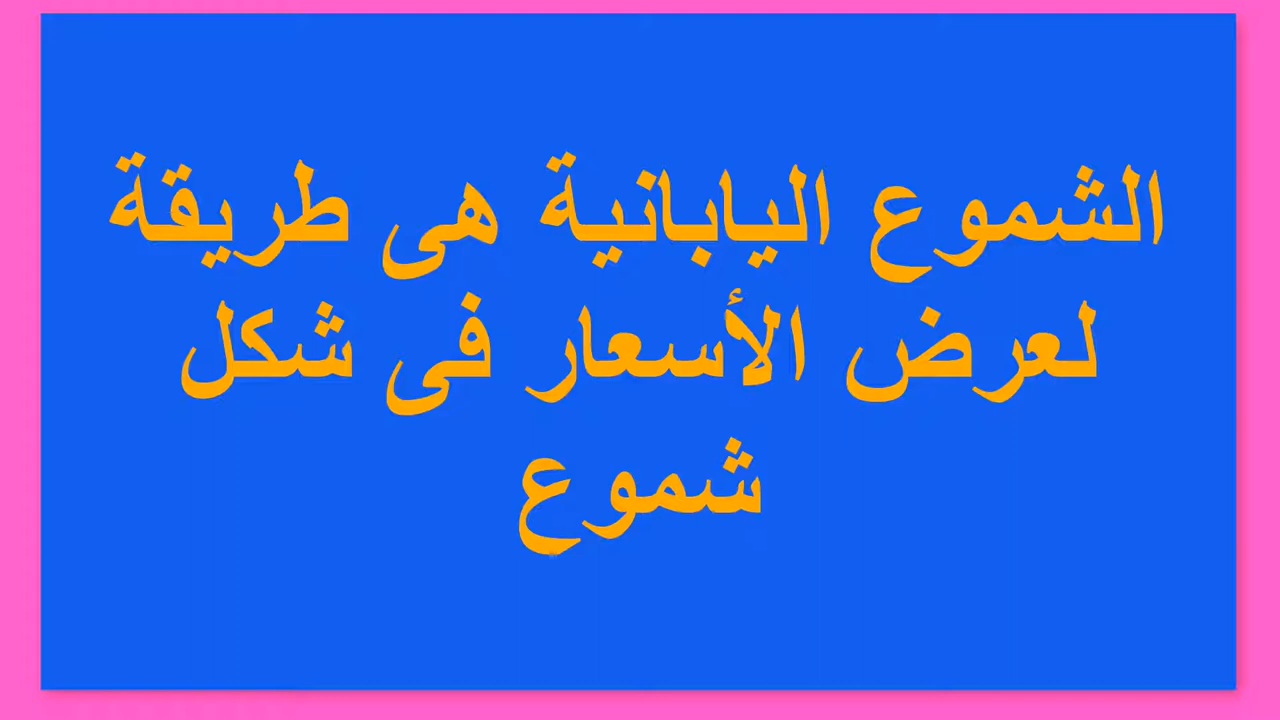 الشموع اليابانية هى طريقة
لعرض الأسعار فى شكل
شموع